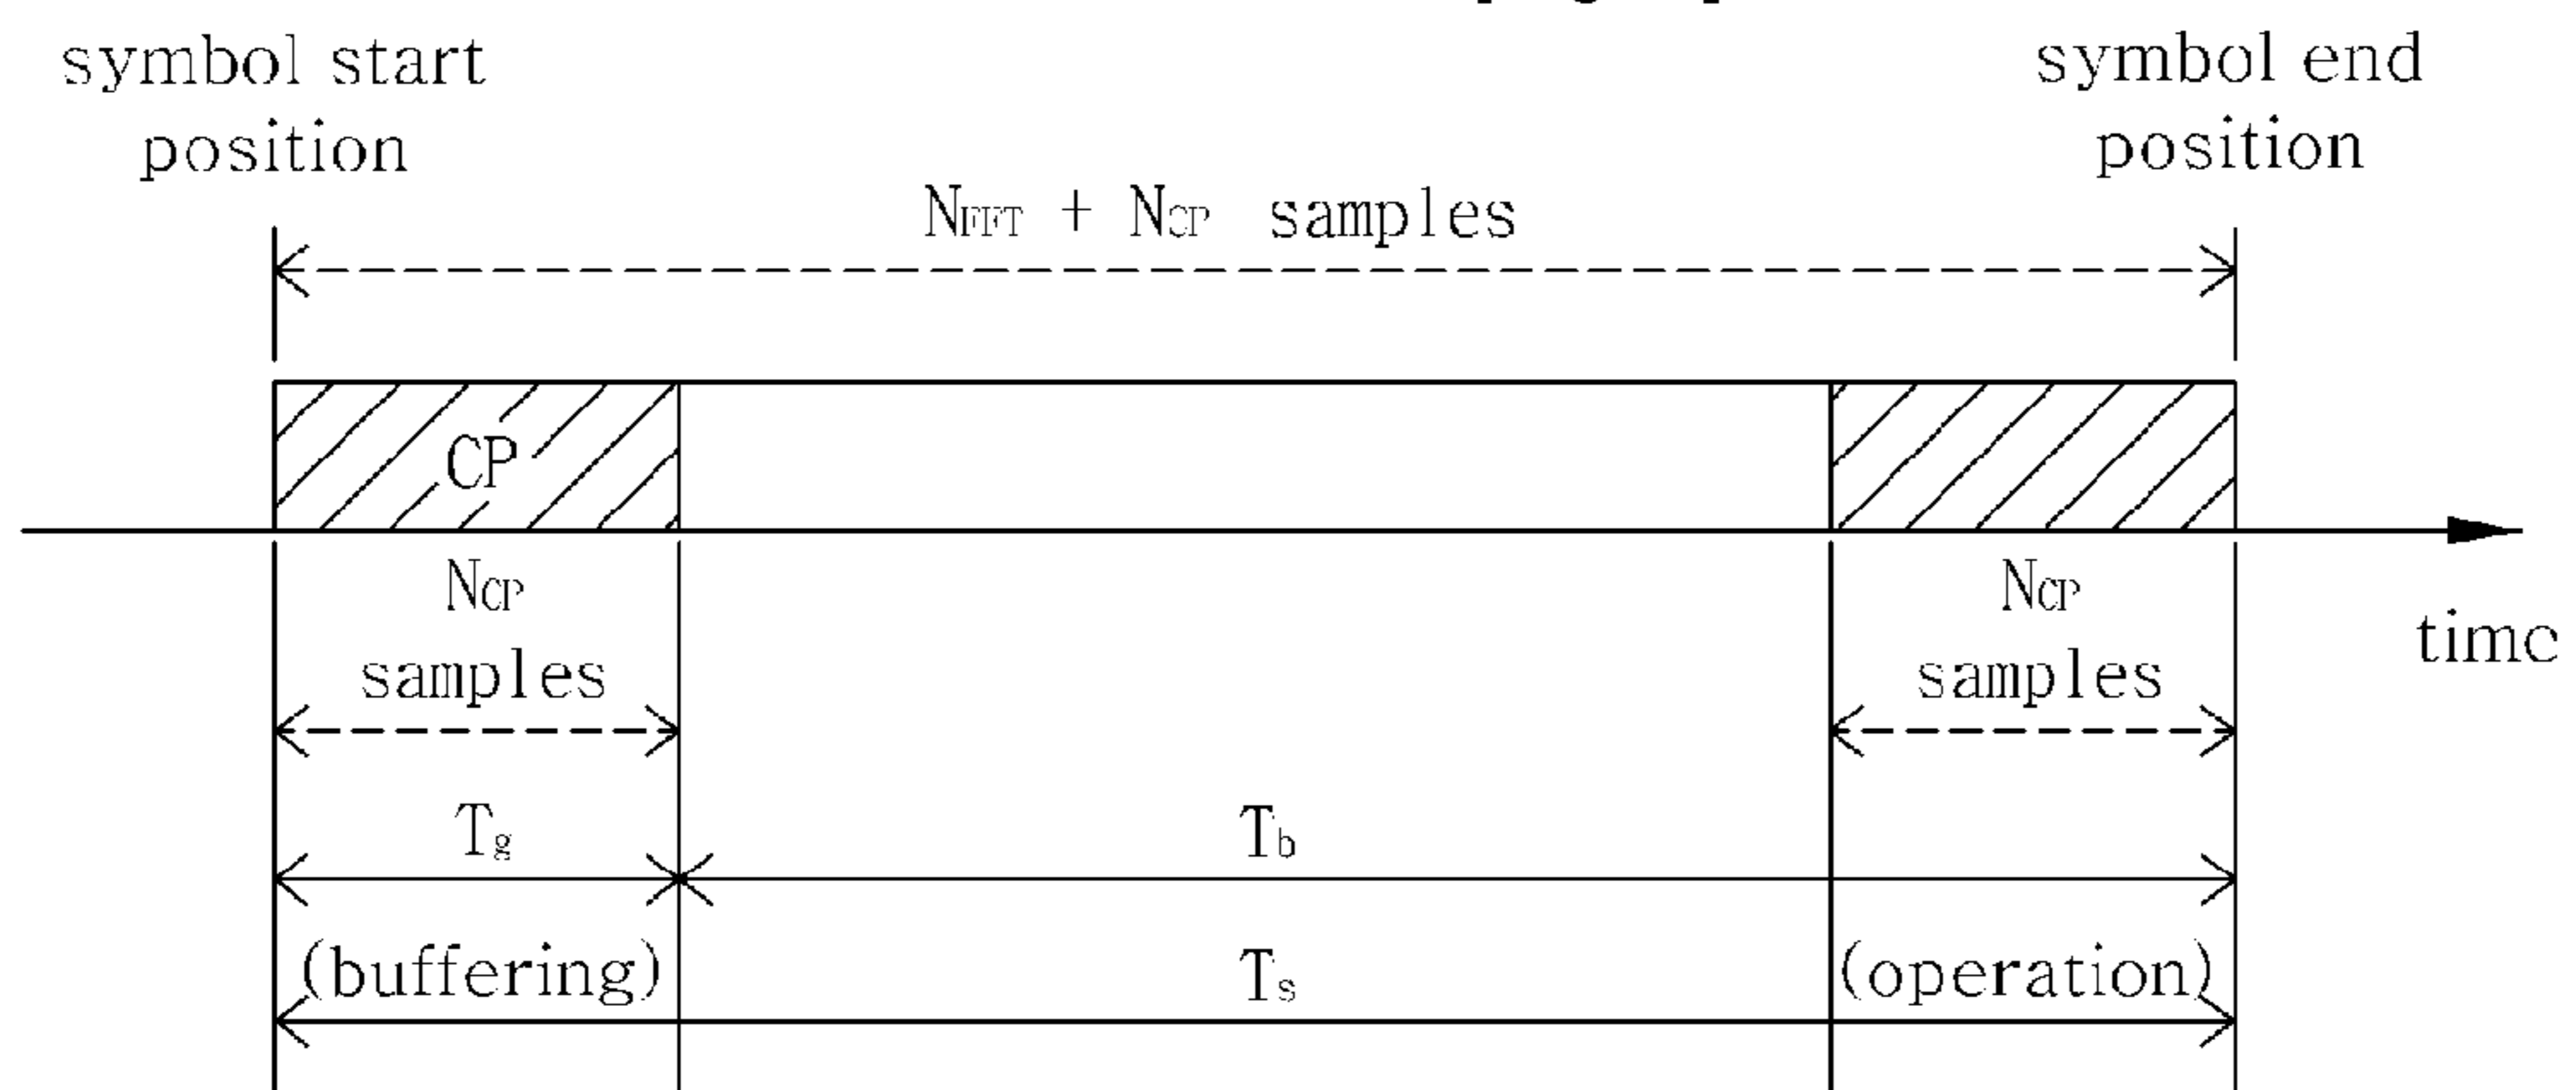 symbol start
position
symbol end
position
NFFT + NCP samples
CP
NCP
samples
NCP
samples
time
Tg
Tb
(buffering)
Ts
(operation)